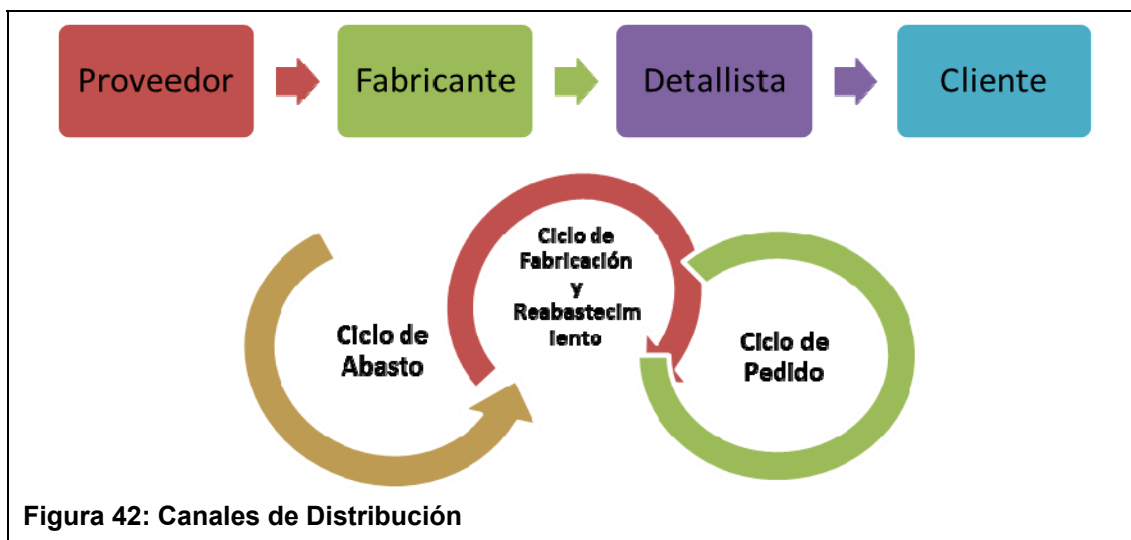 Proveedor
Fabricante
Detallista
Cliente
Ciclo de
Abasto
Ciclo de
Fabricación
y
Reabastecim
iento
Ciclo de
Pedido
Figura 42: Canales de Distribución